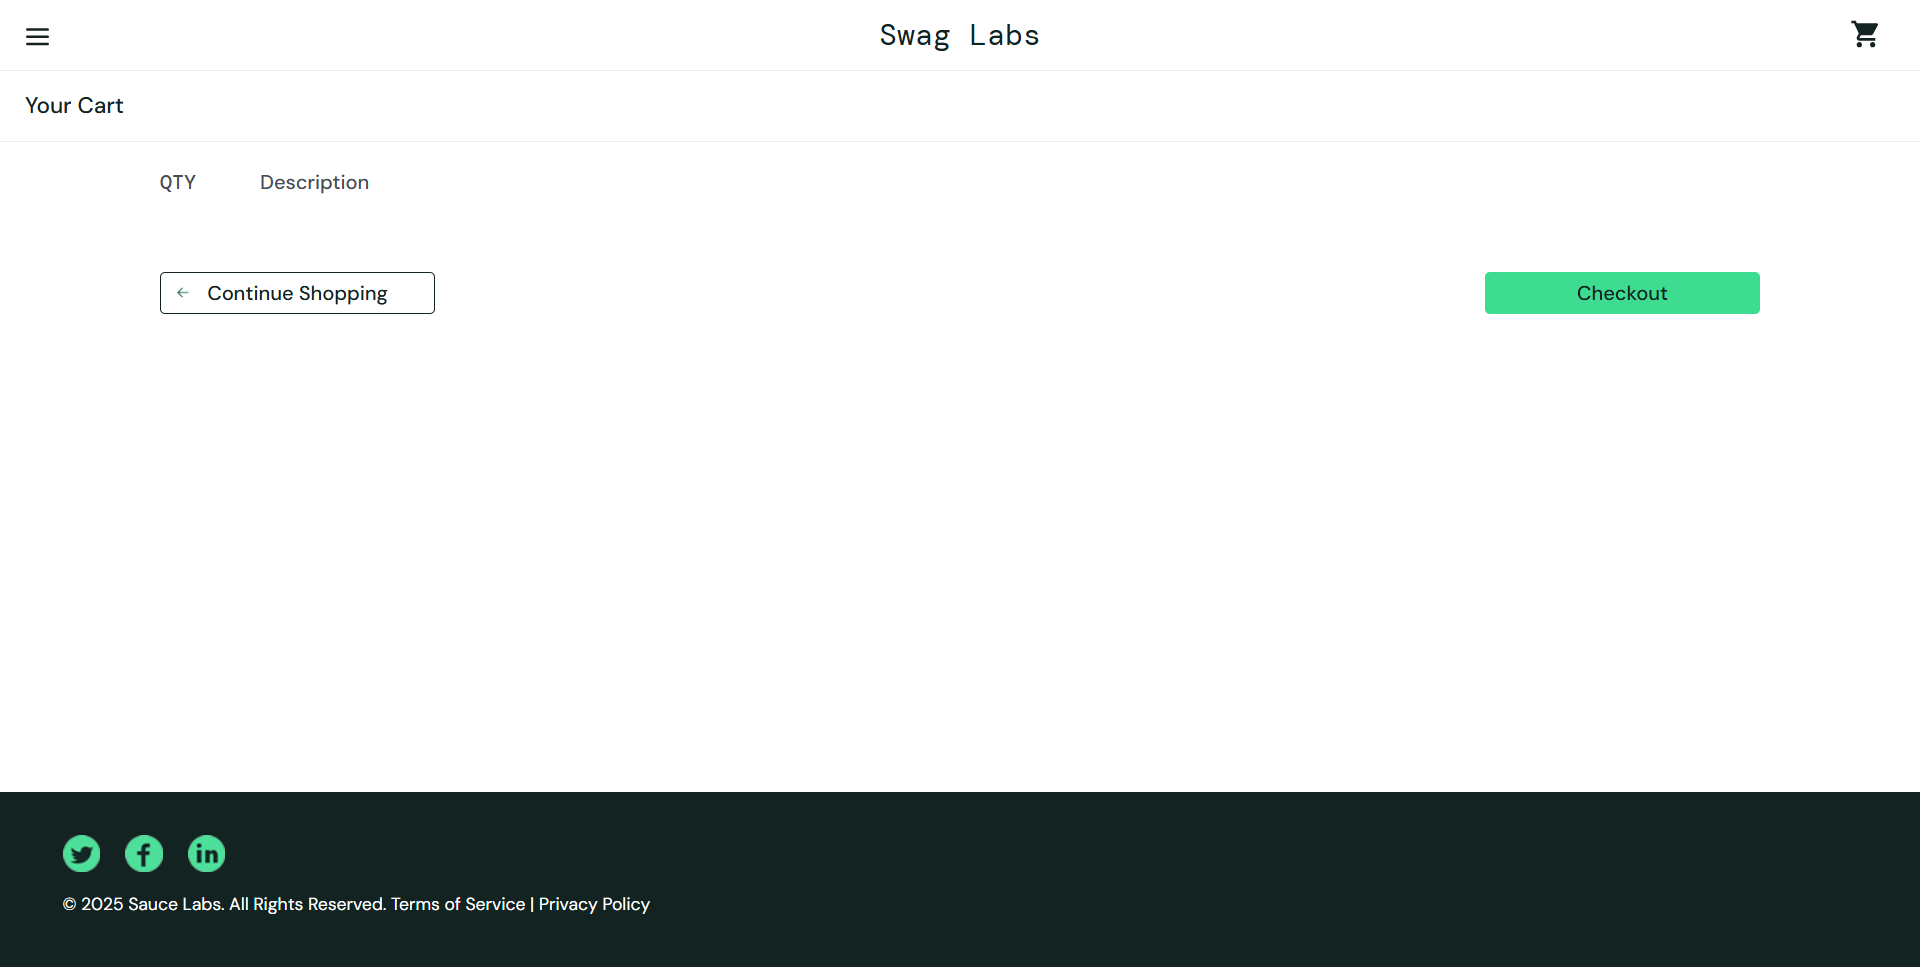 Swag Labs
Your Cart
QTY Description
Continue Shopping
Checkout
© 2025 Sauce Labs. All Rights Reserved. Terms of Service | Privacy Policy